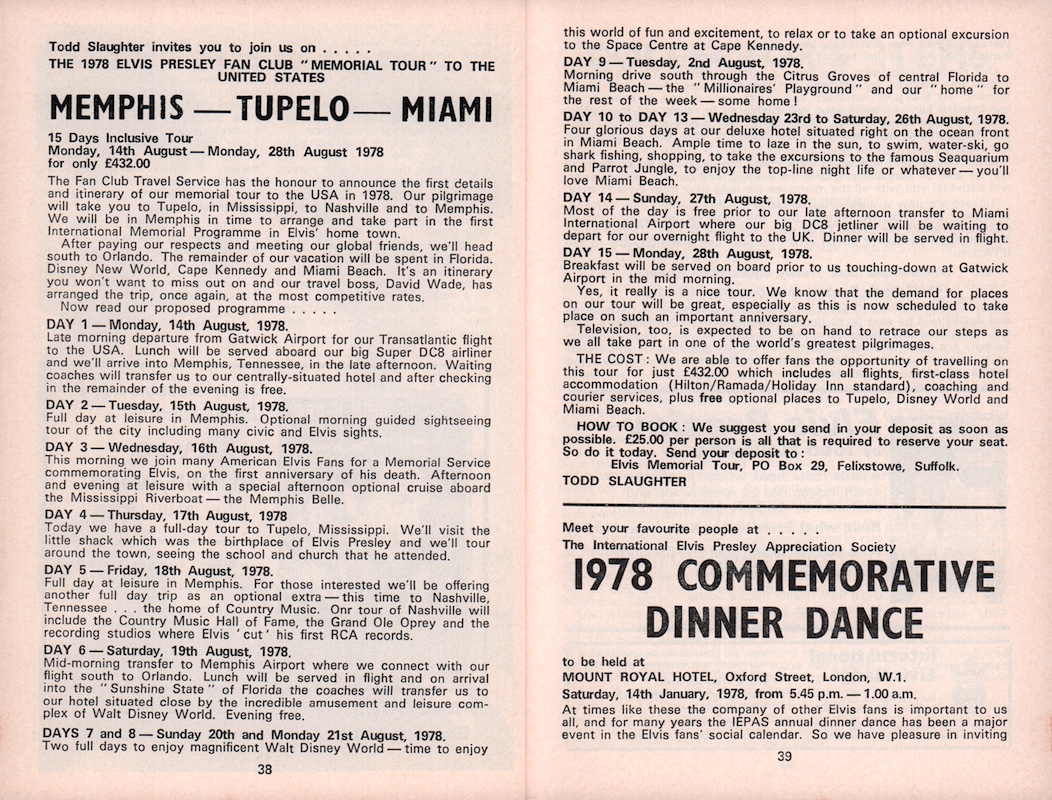 Todd Slaughter invites you to join us on . . . . .
THE 1978 ELVIS PRESLEY FAN CLUB "MEMORIAL TOUR" TO THE
UNITED STATES
MEMPHIS — TUPELO — MIAMI
15 Days Inclusive Tour
Monday, 14th August — Monday, 28th August 1978
for only £432.00
The Fan Club Travel Service has the honour to announce the first details
and itinerary of our memorial tour to the USA in 1978. Our pilgrimage
will take you to Tupelo, in Mississippi, to Nashville and to Memphis.
We will be in Memphis in time to arrange and take part in the first
International Memorial Programme in Elvis' home town.
After paying our respects and meeting our global friends, we'll head
south to Orlando. The remainder of our vacation will be spent in Florida.
Disney New World, Cape Kennedy and Miami Beach. It's an itinerary
you won't want to miss out on and our travel boss, David Wade, has
arranged the trip, once again, at the most competitive rates.
Now read our proposed programme . . . . .
DAY 1 — Monday, 14th August, 1978.
Late morning departure from Gatwick Airport for our Transatlantic flight
to the USA. Lunch will be served aboard our big Super DC8 airliner
and we'll arrive into Memphis, Tennessee, in the late afternoon. Waiting
coaches will transfer us to our centrally-situated hotel and after checking
in the remainder of the evening is free.
DAY 2 — Tuesday, 15th August, 1978.
Full day at leisure in Memphis. Optional morning guided sightseeing
tour of the city including many civic and Elvis sights.
DAY 3 — Wednesday, 16th August, 1978.
This morning we join many American Elvis Fans for a Memorial Service
commemorating Elvis, on the first anniversary of his death. Afternoon
and evening at leisure with a special afternoon optional cruise aboard
the Mississippi Riverboat — the Memphis Belle.
DAY 4 — Thursday, 17th August, 1978
Today we have a full-day tour to Tupelo, Mississippi. We'll visit the
little shack which was the birthplace of Elvis Presley and we'll tour
around the town, seeing the school and church that he attended.
DAY 5 — Friday, 18th August, 1978.
Full day at leisure in Memphis. For those interested we'll be offering
another full day trip as an optional extra — this time to Nashville,
Tennessee . . . the home of Country Music. Onr tour of Nashville will
include the Country Music Hall of Fame, the Grand Ole Oprey and the
recording studios where Elvis 'cut' his first RCA records.
DAY 6 — Saturday, 19th August, 1978.
Mid-morning transfer to Memphis Airport where we connect with our
flight south to Orlando. Lunch will be served in flight and on arrival
into the "Sunshine State" of Florida the coaches will transfer us to
our hotel situated close by the incredible amusement and leisure com-
plex of Walt Disney World. Evening free.
DAYS 7 and 8 — Sunday 20th and Monday 21st August, 1978.
Two full days to enjoy magnificent Walt Disney World — time to enjoy
38
this world of fun and excitement, to relax or to take an optional excursion
to the Space Centre at Cape Kennedy.
DAY 9 — Tuesday, 2nd August, 1978.
Morning drive south through the Citrus Groves of central Florida to
Miami Beach — the "Millionaires' Playground" and our "home" for
the rest of the week — some home !
DAY 10 to DAY 13 — Wednesday 23rd to Saturday, 26th August, 1978.
Four glorious days at our deluxe hotel situated right on the ocean front
in Miami Beach. Ample time to laze in the sun, to swim, water-ski, go
shark fishing, shopping, to take the excursions to the famous Seaquarium
and Parrot Jungle, to enjoy the top-line night life or whatever — you'll
love Miami Beach.
DAY 14 — Sunday, 27th August, 1978.
Most of the day is free prior to our late afternoon transfer to Miami
International Airport where our big DC8 jetliner will be waiting to
depart for our overnight flight to the UK. Dinner will be served in flight.
DAY 15 — Monday, 28th August, 1978.
Breakfast will be served on board prior to us touching-down at Gatwick
Airport in the mid morning.
Yes, it really is a nice tour. We know that the demand for places
on our tour will be great, especially as this is now scheduled to take
place on such an important anniversary.
Television, too, is expected to be on hand to retrace our steps as
we all take part in one of the world's greatest pilgrimages.
THE COST : We are able to offer fans the opportunity of travelling on
this tour for just £432.00 which includes all flights, first-class hotel
accommodation (Hilton/Ramada/Holiday Inn standard), coaching and
courier services, plus free optional places to Tupelo, Disney World and
Miami Beach.
HOW TO BOOK : We suggest you send in your deposit as soon as
possible. £25.00 per person is all that is required to reserve your seat.
So do it today. Send your deposit to :
Elvis Memorial Tour, PO Box 29, Felixstowe, Suffolk.
TODD SLAUGHTER
Meet your favourite people at . . . . .
The International Elvis Presley Appreciation Society
1978 COMMEMORATIVE
DINNER DANCE
to be held at
MOUNT ROYAL HOTEL, Oxford Street, London, W.1.
Saturday, 14th January, 1978, from 5.45 p.m. — 1.00 a.m.
At times like these the company of other Elvis fans is important to us
all, and for many years the IEPAS annual dinner dance has been a major
event in the Elvis fans' social calendar. So we have pleasure in inviting
39